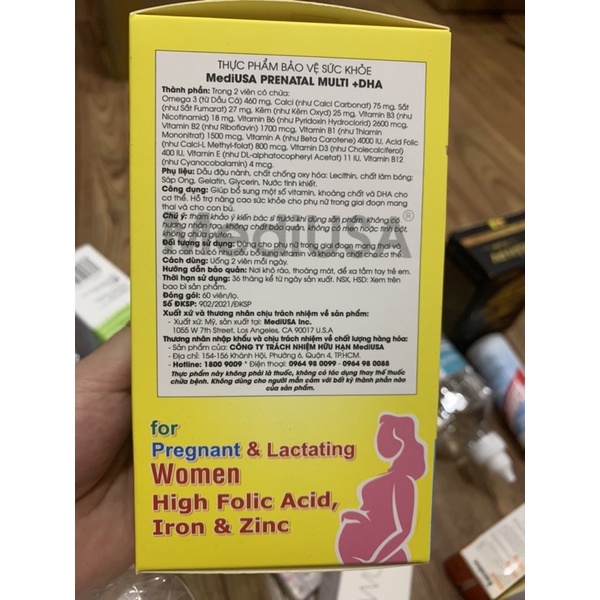 THỰC PHẨM BẢO VỆ SỨC KHỎE
MediUSA PRENATAL MULTI +DHA
Thành phần: Trong 2 viên có chứa:
Omega 3 (từ Dầu Cá) 460 mg, Calci (như Calci Carbonat) 75 mg, Sắt
(như Sắt Fumarat) 27 mg, Kẽm (như Kẽm Oxyd) 25 mg, Vitamin B3 (như
Nicotinamid) 18 mg, Vitamin B6 (như Pyridoxin Hydroclorid) 2600 mcg,
Vitamin B2 (như Riboflavin) 1700 mcg, Vitamin B1 (như Thiamin
Mononitrat) 1500 mcg, Vitamin A (như Beta Carotene) 4000 IU, Acid Folic
(như Calci-L Methyl-folat) 800 mcg, Vitamin D3 (như Cholecalciferol)
400 IU, Vitamin E (như DL-alphatocopheryl Acetat) 11 IU, Vitamin B12
(như Cyanocobalamin) 4 mcg.
Phụ liệu: Dầu đậu nành, chất chống oxy hóa: Lecithin, chất làm bóng:
Sáp Ong, Gelatin, Glycerin, Nước tinh khiết.
Công dụng: Giúp bổ sung một số vitamin, khoáng chất và DHA cho
cơ thể. Hỗ trợ nâng cao sức khỏe cho phụ nữ trong giai đoạn mang
thai và cho con bú.
Chú ý: tham khảo ý kiến bác sĩ trước khi dùng sản phẩm. Không có
hương nhân tạo, không chất bảo quản, không có men hoặc tinh bột,
không chứa gluten.
MediUSA®
Đối tượng sử dụng: Dùng cho phụ nữ trong giai đoạn mang thai và
cho con bú có nhu cầu bổ sung vitamin và khoáng chất cho cơ thể.
Cách dùng: Uống 2 viên mỗi ngày.
Hướng dẫn bảo quản: Nơi khô ráo, thoáng mát, để xa tầm tay trẻ em.
Thời hạn sử dụng: 36 tháng kể từ ngày sản xuất. NSX, HSD: Xem trên
bao bì sản phẩm.
Đóng gói: 60 viên/lọ.
Số ĐKSP: 902/2021/ĐKSP
Xuất xứ và thương nhân chịu trách nhiệm về sản phẩm:
- Xuất xứ: Mỹ, sản xuất tại: MediUSA Inc.
1055 W 7th Street, Los Angeles, CA 90017 U.S.A
Thương nhân nhập khẩu và chịu trách nhiệm về chất lượng hàng hóa:
- Sản phẩm của: CÔNG TY TRÁCH NHIỆM HỮU HẠN MediUSA
- Địa chỉ: 154-156 Khánh Hội, Phường 6, Quận 4, TP.HCM.
- Hotline: 1800 9009 * Điện thoại: 0964 98 0099 - 0964 98 0088
Thực phẩm này không phải là thuốc, không có tác dụng thay thế thuốc
chữa bệnh. Không dùng cho người mẫn cảm với bất kỳ thành phần nào
của sản phẩm.
for
Pregnant & Lactating
Women
High Folic Acid,
Iron & Zinc